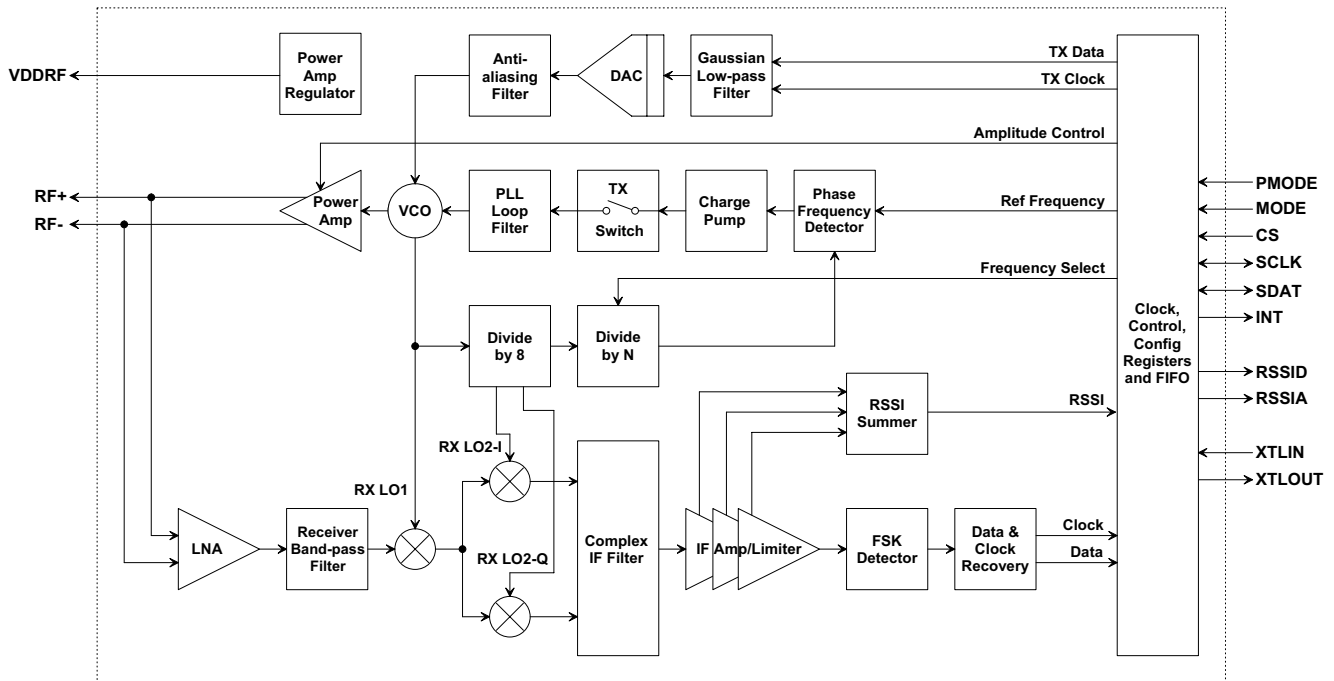 VDDRF
Power
Amp
Regulator
Anti-
aliasing
Filter
DAC
Gaussian
Low-pass
Filter
TX Data
TX Clock
Amplitude Control
RF+
RF-
Power
Amp
VCO
PLL
Loop
Filter
TX
Switch
Charge
Pump
Phase
Frequency
Detector
Ref Frequency
Frequency Select
Divide
by 8
Divide
by N
Clock,
Control,
Config
Registers
and FIFO
PMODE
MODE
CS
SCLK
SDAT
INT
RSSID
RSSIA
XTLIN
XTLOUT
RSSI
Summer
RSSI
RX LO2-I
RX LO1
RX LO2-Q
LNA
Receiver
Band-pass
Filter
Complex
IF Filter
IF Amp/Limiter
FSK
Detector
Data &
Clock
Recovery
Clock
Data